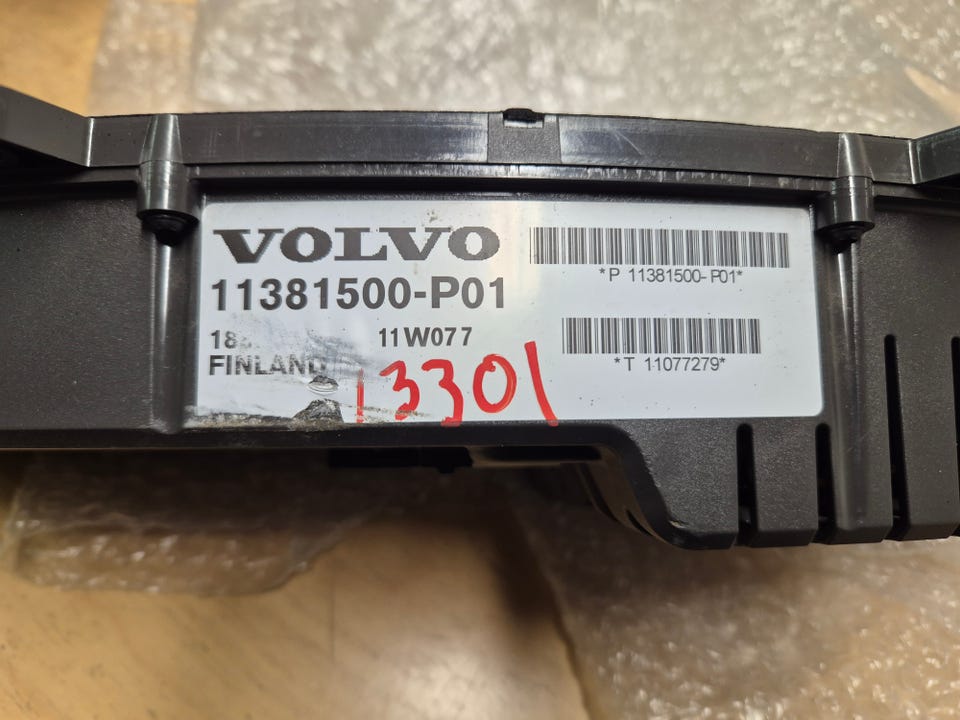 VOLVO
11381500-P01
*P 11381500-P01*
11W077
*T 11077279*
FINLAND
13301